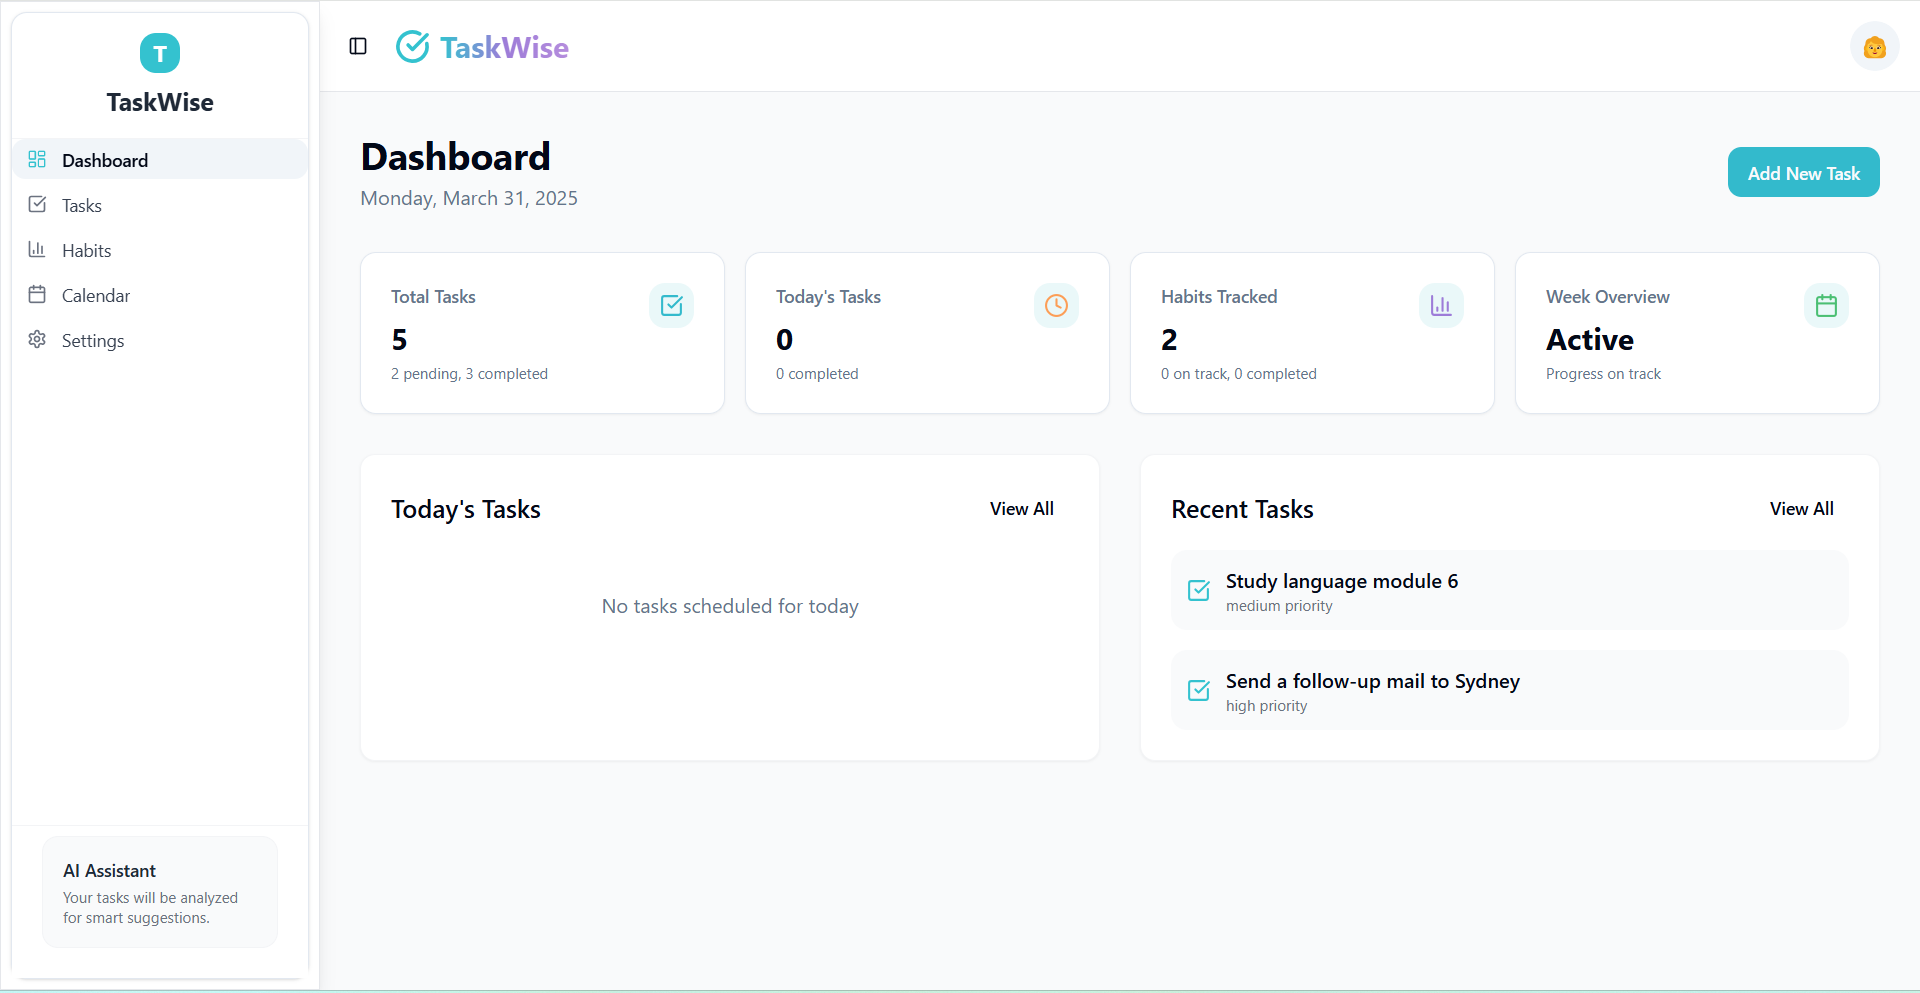 T
TaskWise
Dashboard
Tasks
Habits
Calendar
Settings
AI Assistant
Your tasks will be analyzed
for smart suggestions.
TaskWise
Dashboard
Monday, March 31, 2025
Add New Task
Total Tasks
5
2 pending, 3 completed
Today's Tasks
0
0 completed
Habits Tracked
2
0 on track, 0 completed
Week Overview
Active
Progress on track
Today's Tasks
View All
No tasks scheduled for today
Recent Tasks
View All
Study language module 6
medium priority
Send a follow-up mail to Sydney
high priority